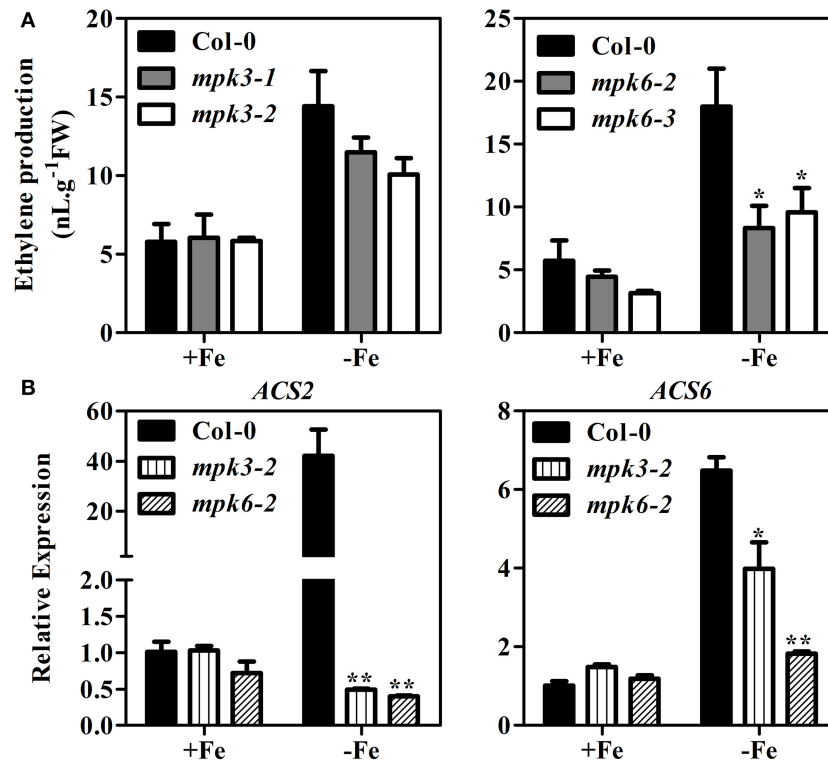 A
Ethylene production
(nL.g⁻¹FW)
20
15
10
5
0
Col-0
mpk3-1
mpk3-2
+Fe
-Fe
25
20
15
10
5
0
Col-0
mpk6-2
mpk6-3
*
*
+Fe
-Fe
B
Relative Expression
ACS2
60
40
20
2.0
1.5
1.0
0.5
0.0
Col-0
mpk3-2
mpk6-2
**
**
+Fe
-Fe
ACS6
8
6
4
2
0
Col-0
mpk3-2
mpk6-2
*
**
+Fe
-Fe